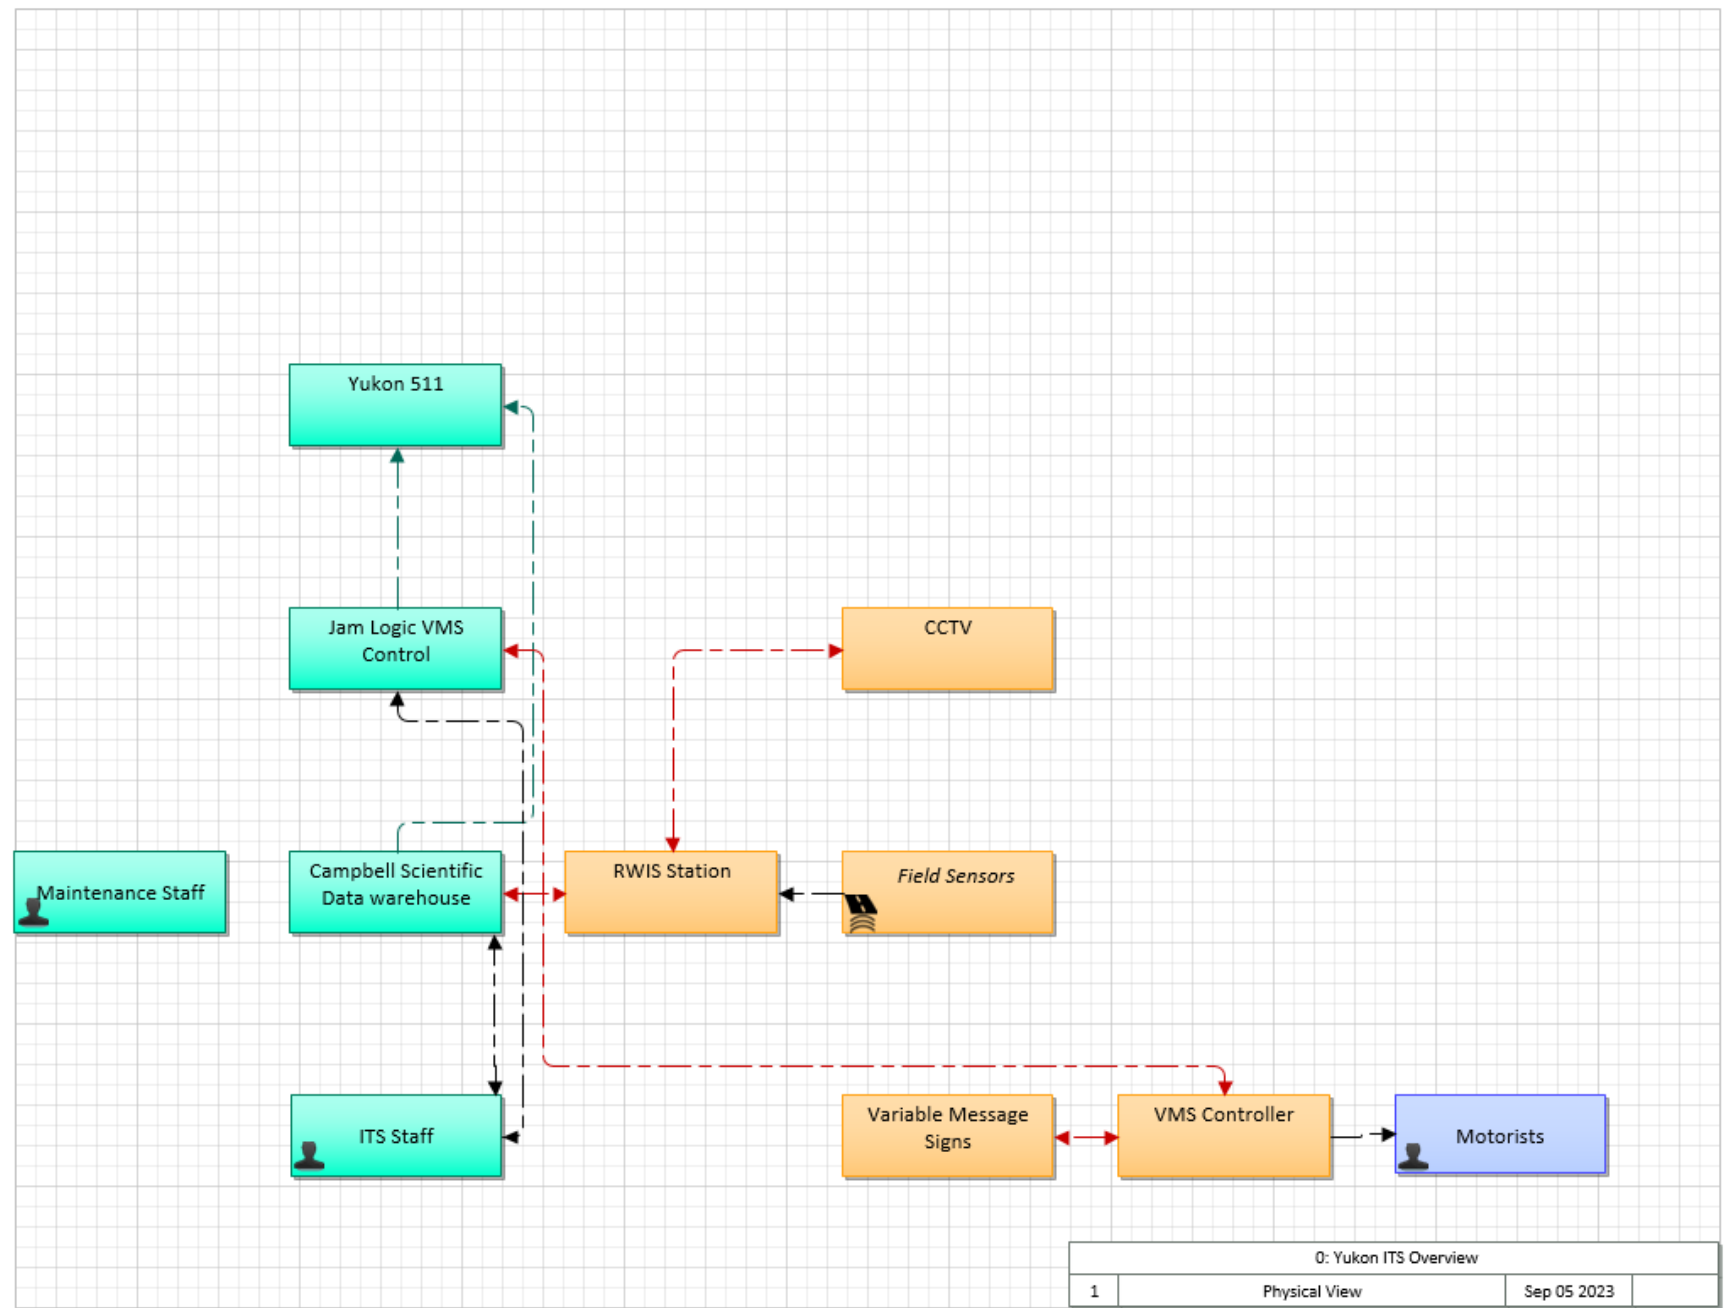 Yukon 511
Jam Logic VMS
Control
CCTV
Maintenance Staff
Campbell Scientific
Data warehouse
RWIS Station
Field Sensors
ITS Staff
Variable Message
Signs
VMS Controller
Motorists
0: Yukon ITS Overview
1 Physical View Sep 05 2023